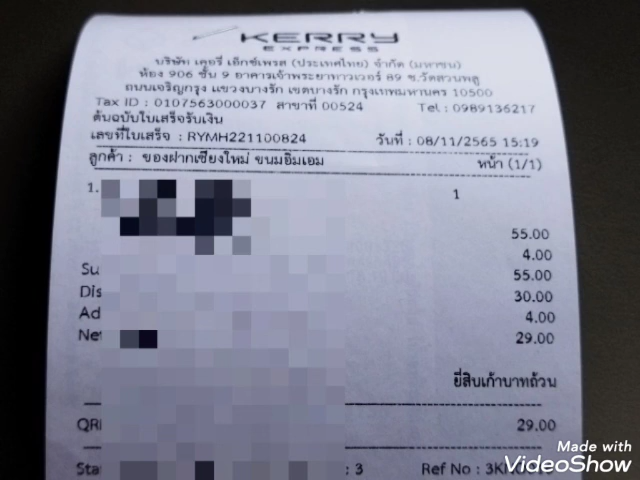 KERRY
EXPRESS
บริษัท เคอรี่ เอ็กซ์เพรส (ประเทศไทย) จำกัด (มหาชน)
ห้อง 906 ชั้น 9 อาคารเจ้าพระยาทาวเวอร์ 89 ซ.วัดสวนพลู
ถนนเจริญกรุง แขวงบางรัก เขตบางรัก กรุงเทพมหานคร 10500
Tax ID : 0107563000037 สาขาที่ 00524 Tel : 0989136217
ต้นฉบับใบเสร็จรับเงิน
เลขที่ใบเสร็จ : RYMH221100824 วันที่ : 08/11/2565 15:19
ลูกค้า : ของฝากเชียงใหม่ ขนมอิ่มเอม หน้า (1/1)
1. 1
55.00
4.00
Su 55.00
Dis 30.00
Ad 4.00
Net 29.00
ยี่สิบเก้าบาทถ้วน
QR 29.00
Sta : 3 Ref No :
Made with
VideoShow